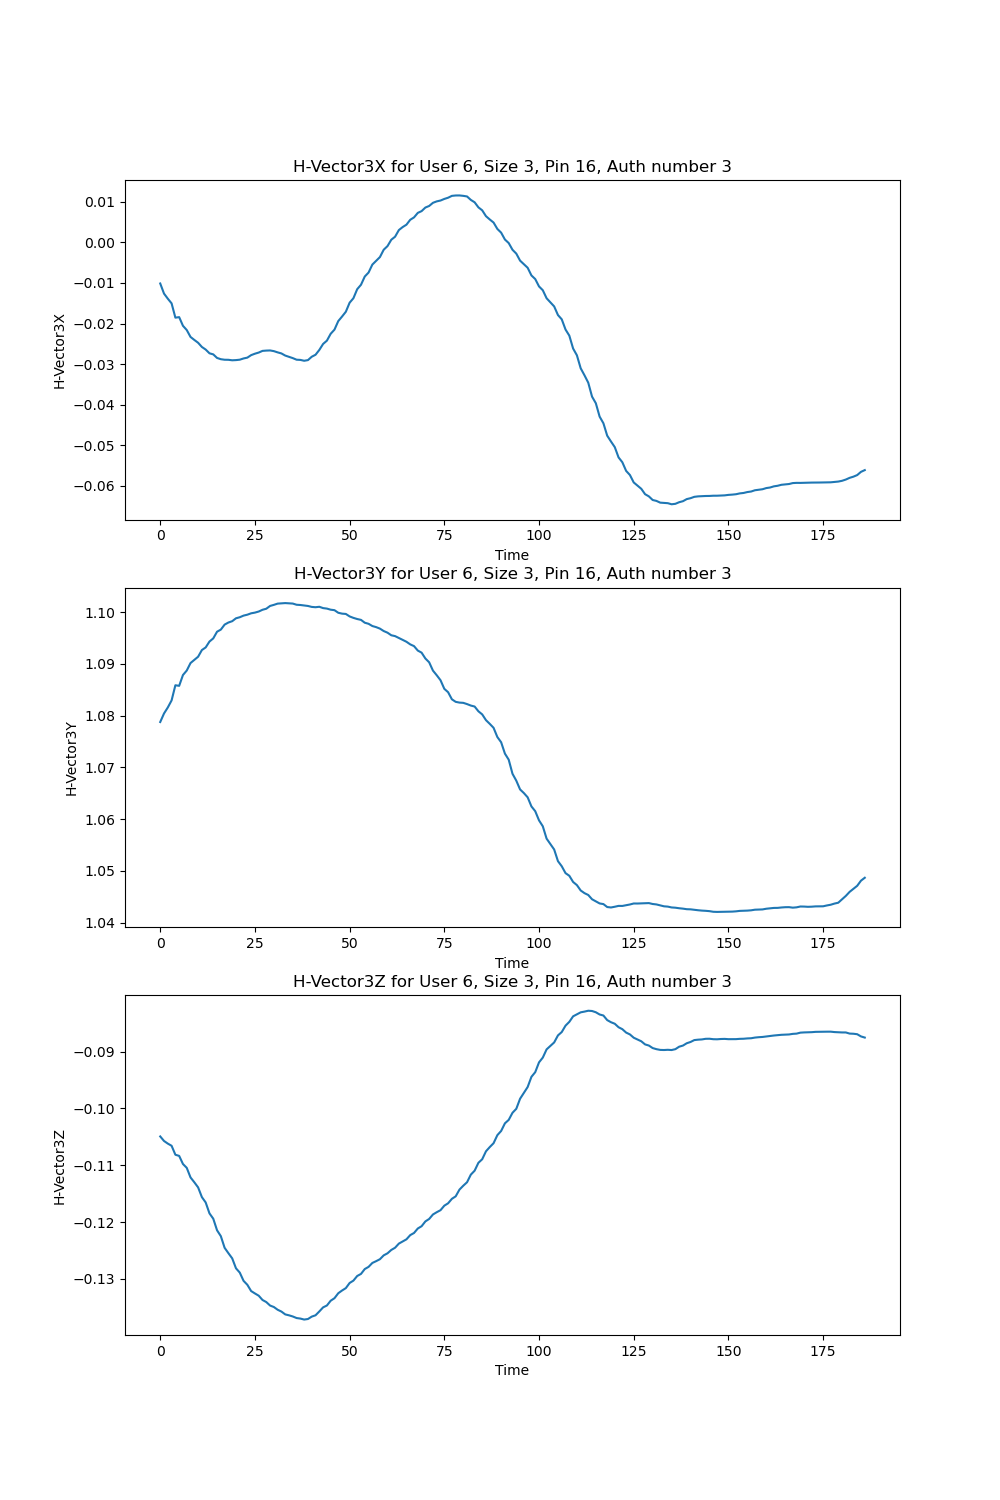 H-Vector3X for User 6, Size 3, Pin 16, Auth number 3
0.01
0.00
−0.01
−0.02
−0.03
−0.04
−0.05
−0.06
H-Vector3X
0 25 50 75 100 125 150 175
Time
H-Vector3Y for User 6, Size 3, Pin 16, Auth number 3
1.10
1.09
1.08
1.07
1.06
1.05
1.04
H-Vector3Y
0 25 50 75 100 125 150 175
Time
H-Vector3Z for User 6, Size 3, Pin 16, Auth number 3
−0.09
−0.10
−0.11
−0.12
−0.13
H-Vector3Z
0 25 50 75 100 125 150 175
Time